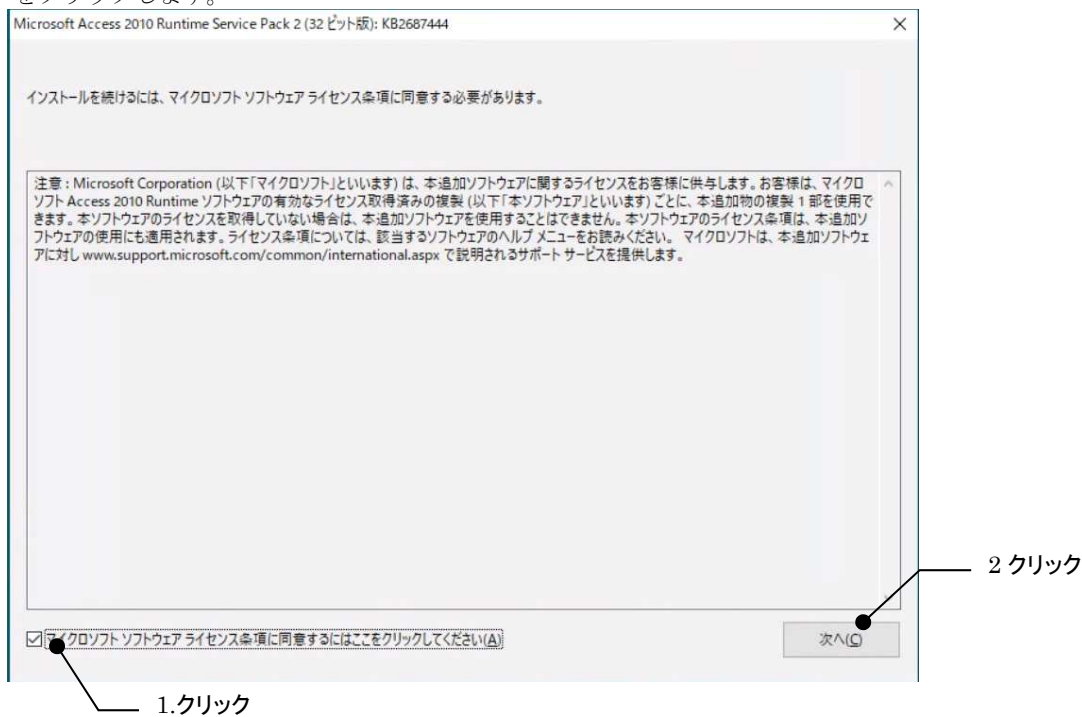 をクリックします。
Microsoft Access 2010 Runtime Service Pack 2 (32 ビット版): KB2687444
インストールを続けるには、マイクロソフト ソフトウェア ライセンス条項に同意する必要があります。
注意 : Microsoft Corporation (以下「マイクロソフト」といいます) は、本追加ソフトウェアに関するライセンスをお客様に供与します。お客様は、マイクロ
ソフト Access 2010 Runtime ソフトウェアの有効なライセンス取得済みの複製 (以下「本ソフトウェア」といいます) ごとに、本追加物の複製 1 部を使用で
きます。本ソフトウェアのライセンスを取得していない場合は、本追加ソフトウェアを使用することはできません。本ソフトウェアのライセンス条項は、本追加ソ
フトウェアの使用にも適用されます。ライセンス条項については、該当するソフトウェアのヘルプ メニューをお読みください。 マイクロソフトは、本追加ソフトウェ
アに対し www.support.microsoft.com/common/international.aspx で説明されるサポート サービスを提供します。
2 クリック
マイクロソフト ソフトウェア ライセンス条項に同意するにはここをクリックしてください(A)
次へ(C)
1.クリック